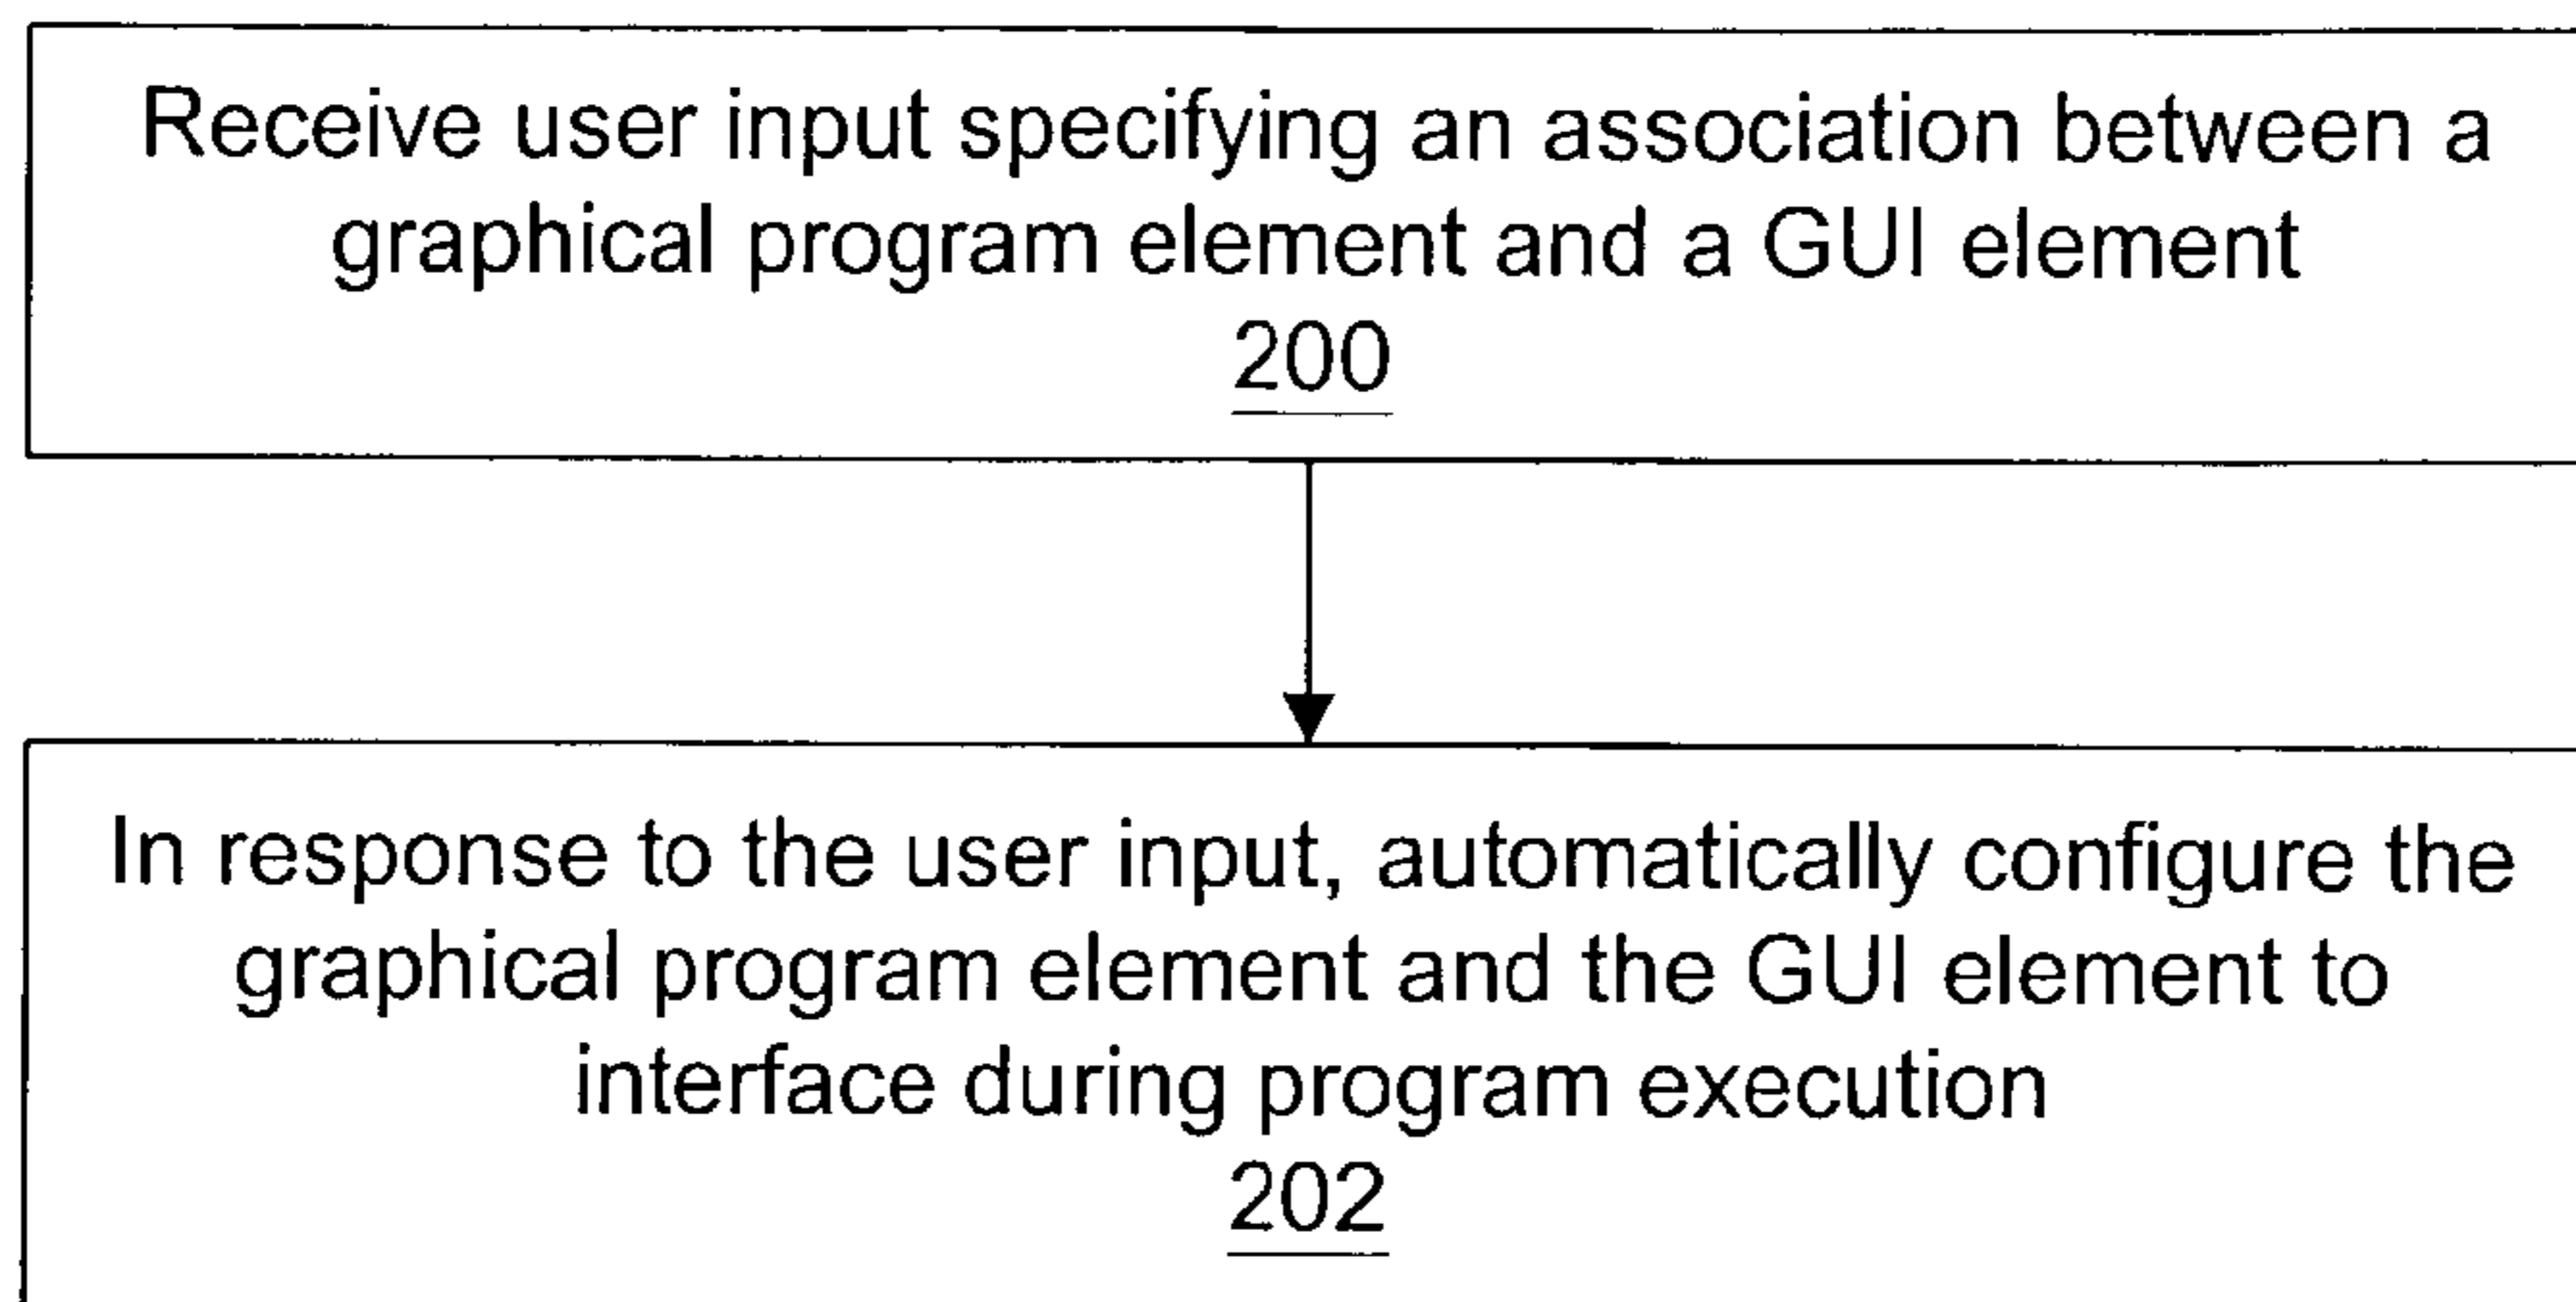 Receive user input specifying an association between a
graphical program element and a GUI element
200
In response to the user input, automatically configure the
graphical program element and the GUI element to
interface during program execution
202